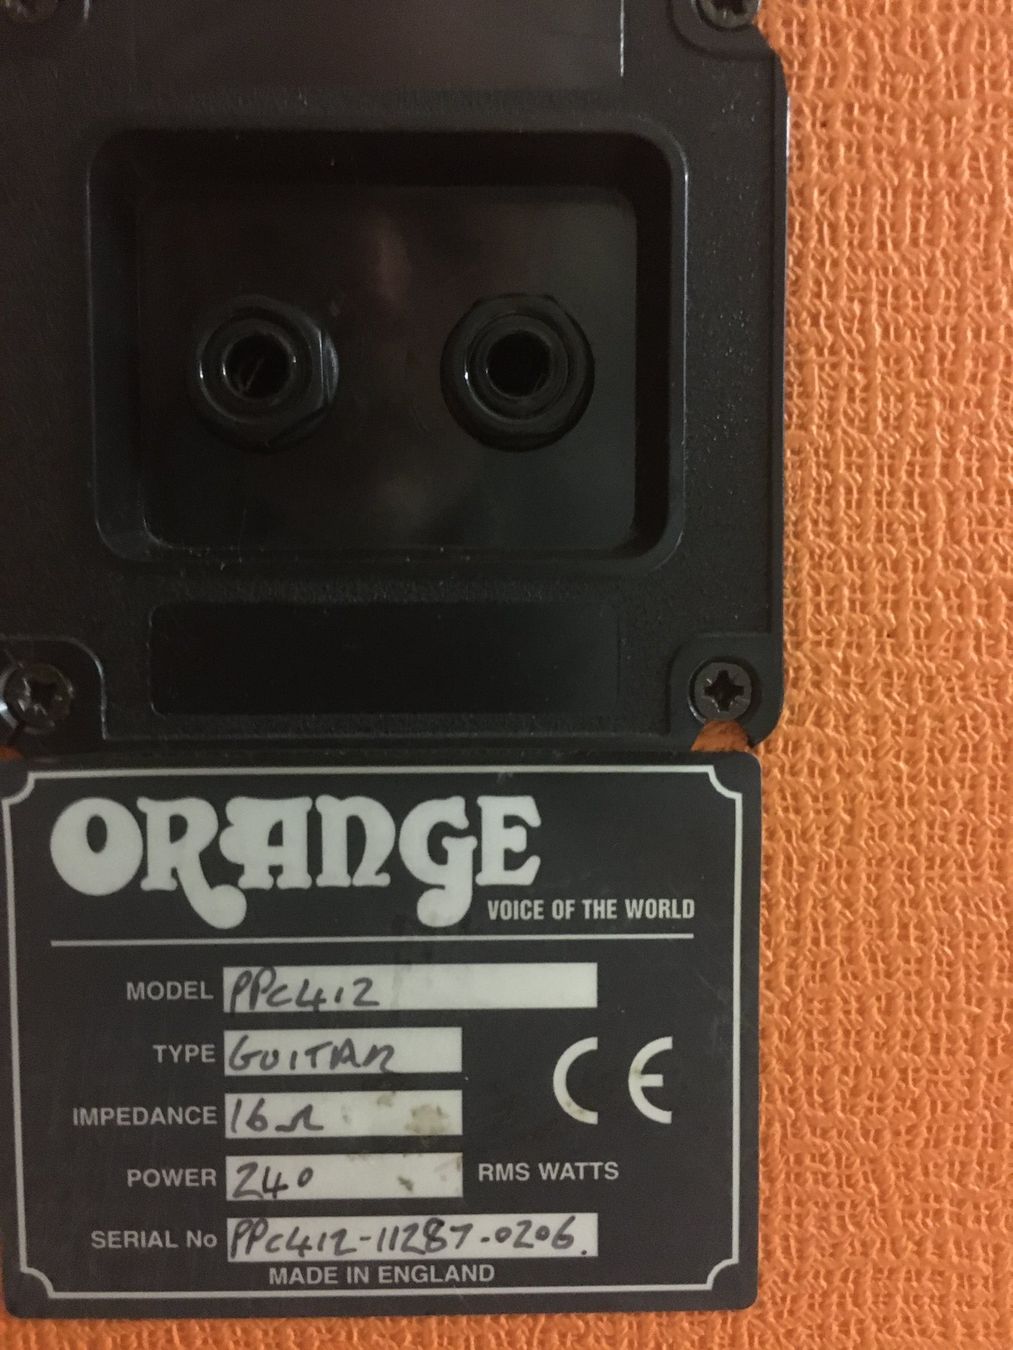 ORANGE
VOICE OF THE WORLD
MODEL PPC412
TYPE GUITAR
CE
IMPEDANCE 16Ω
POWER 240 RMS WATTS
SERIAL No PPC412-11287-0206.
MADE IN ENGLAND